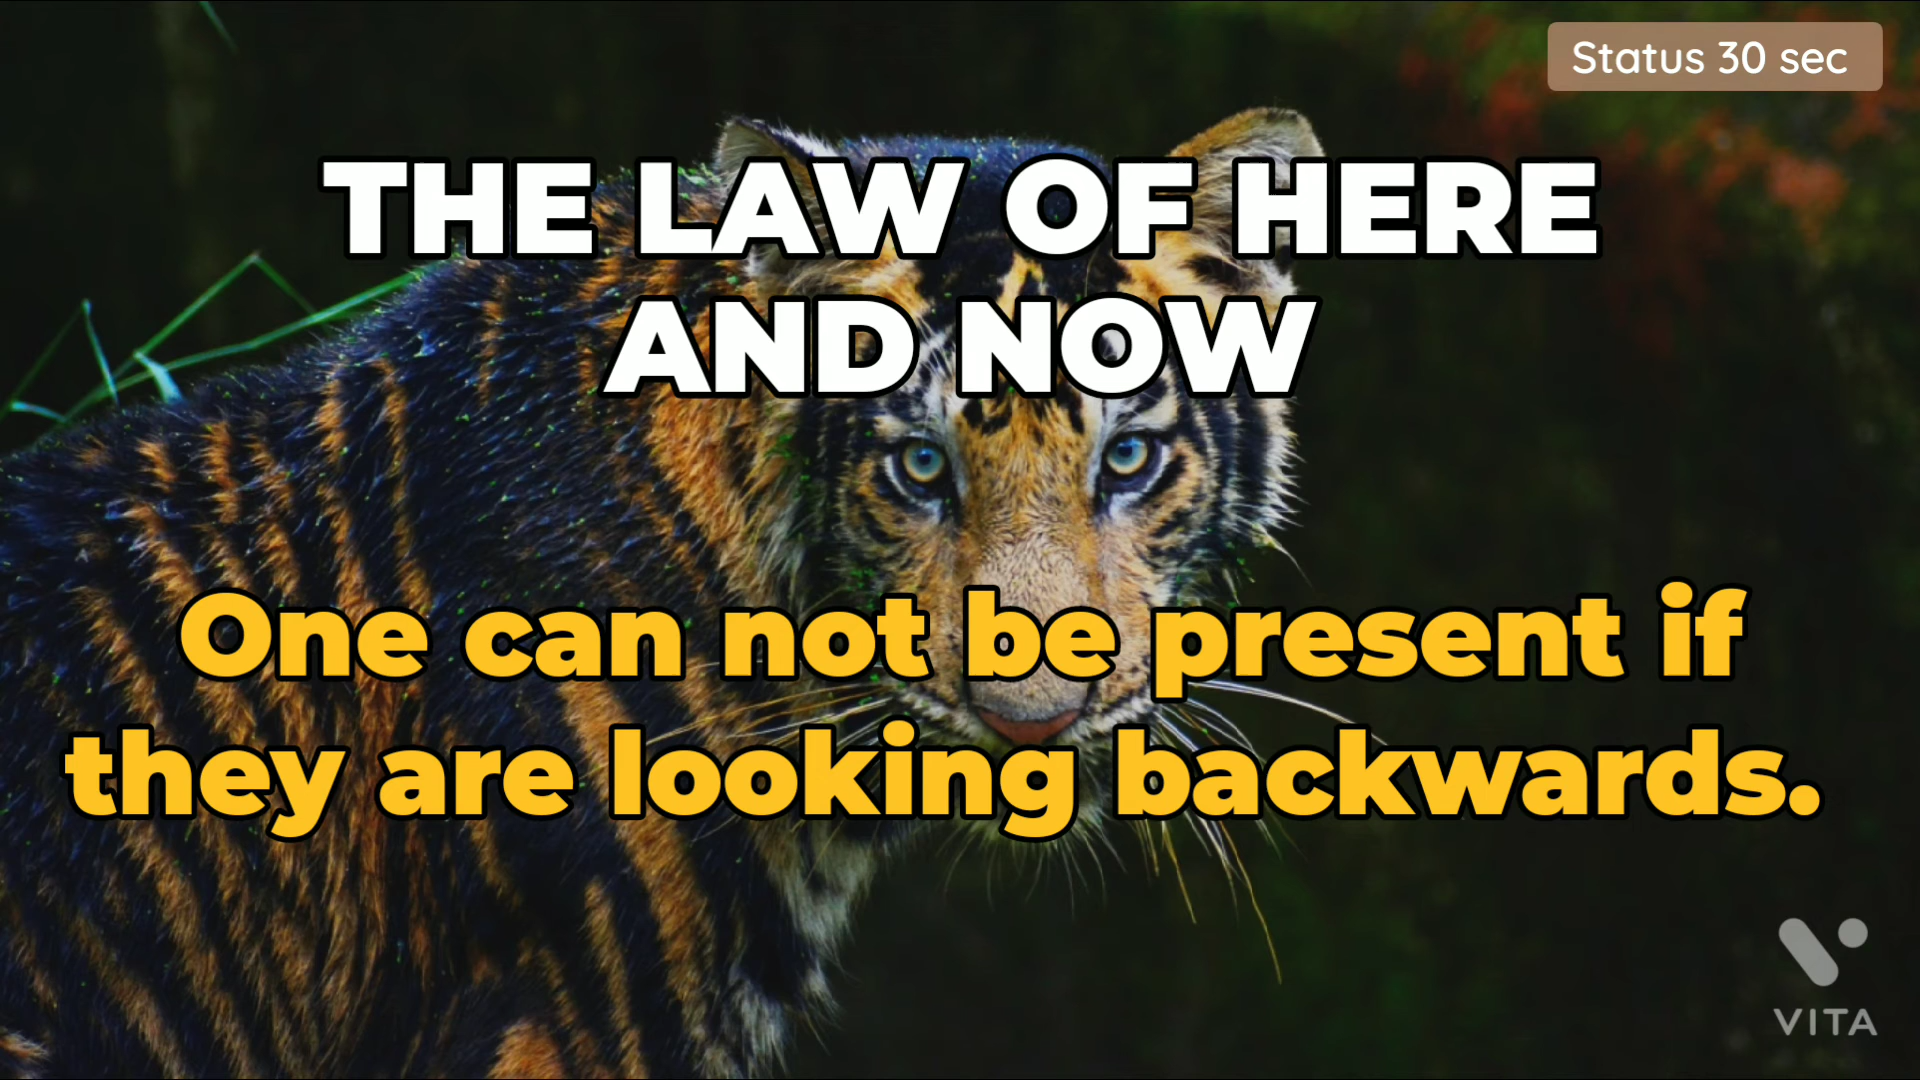 Status 30 sec
THE LAW OF HERE
AND NOW
One can not be present if
they are looking backwards.
VITA